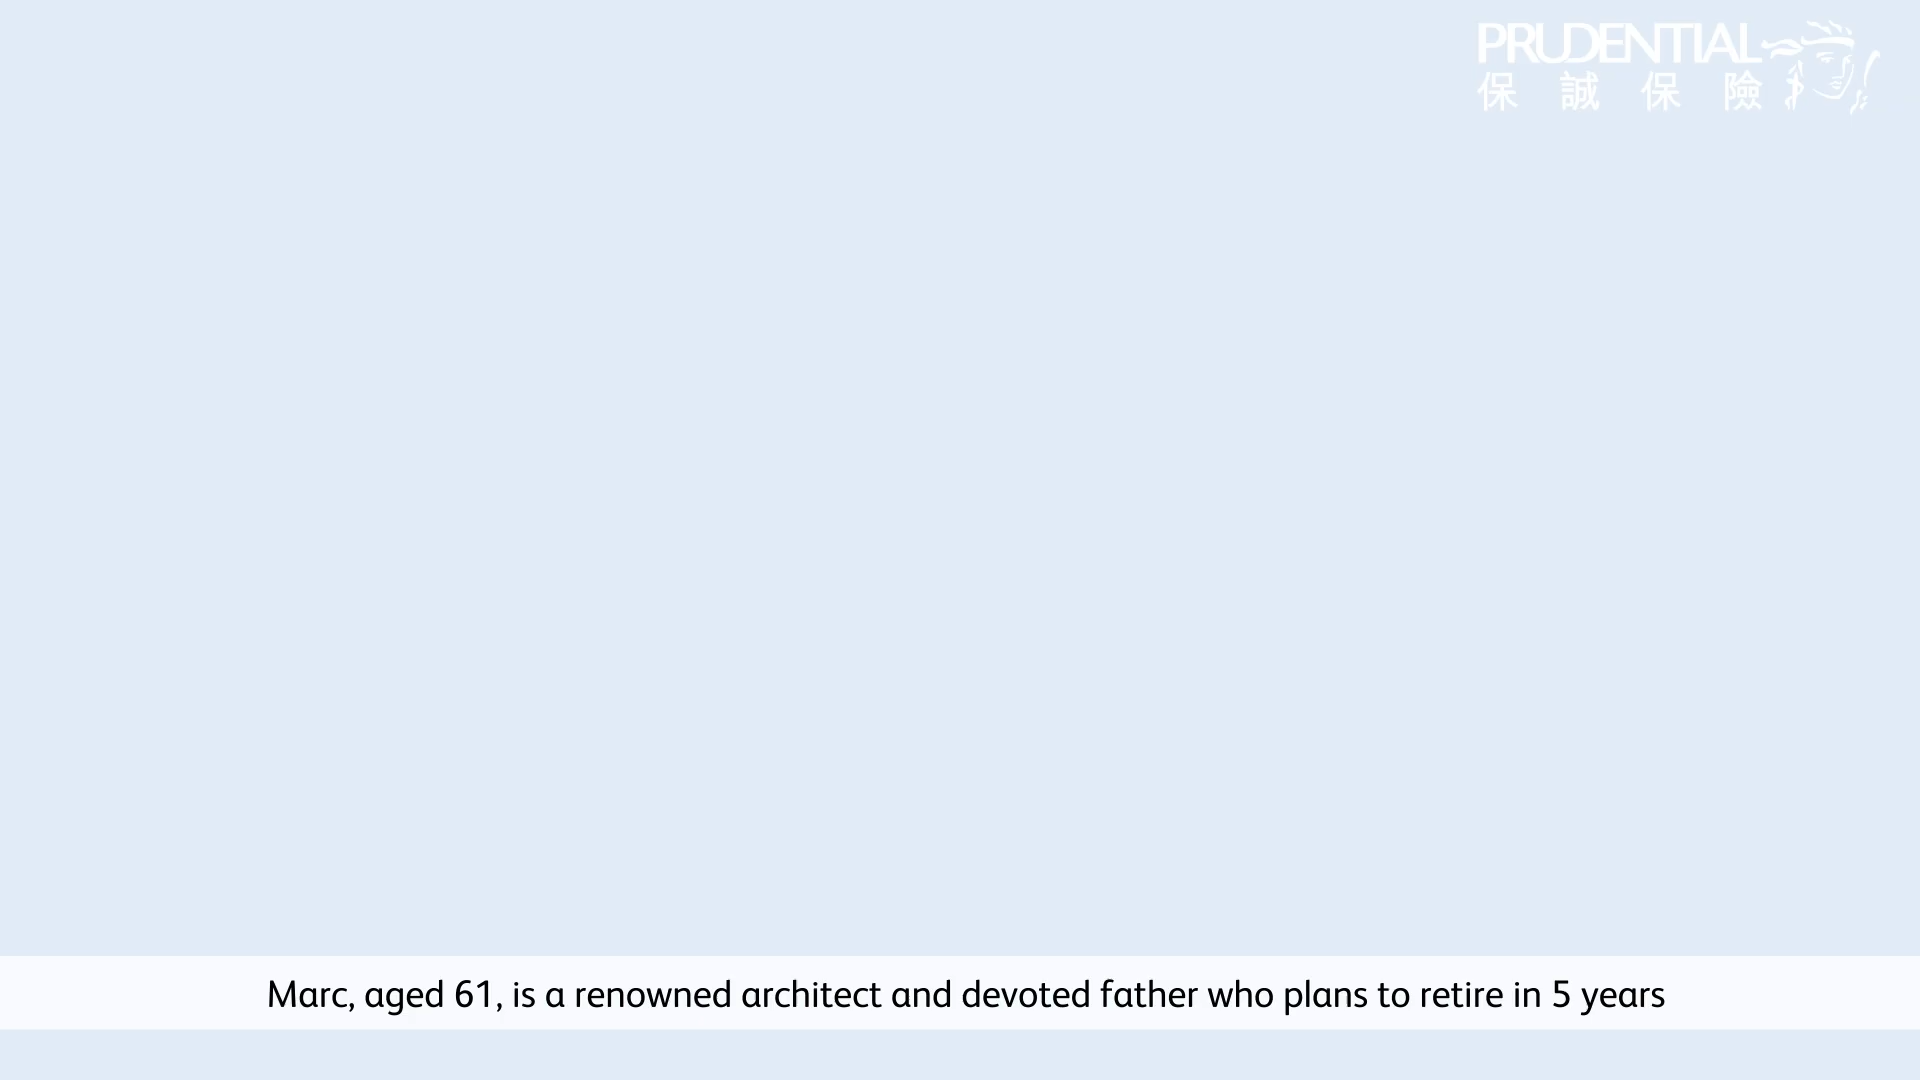 PRUDENTIAL
保誠保險
Marc, aged 61, is a renowned architect and devoted father who plans to retire in 5 years